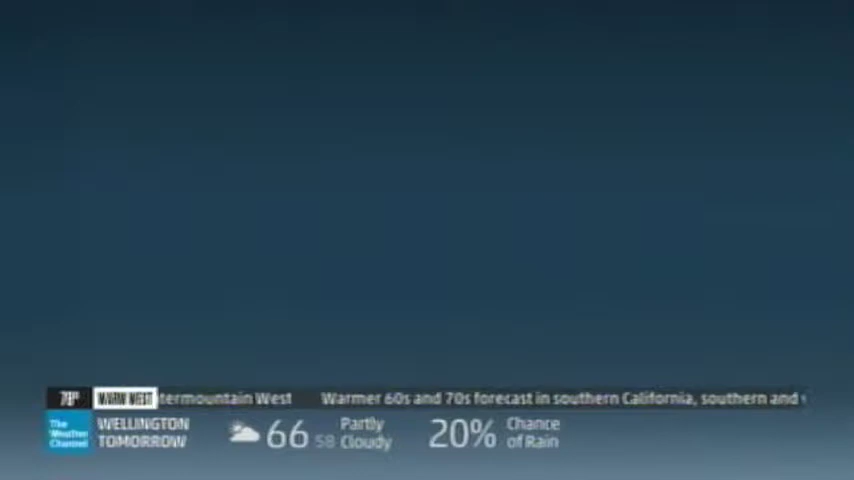 79° WARM WEST termountain West Warmer 60s and 70s forecast in southern California, southern and
The
Weather
Channel
WELLINGTON
TOMORROW
66 58
Partly
Cloudy
20%
Chance
of Rain